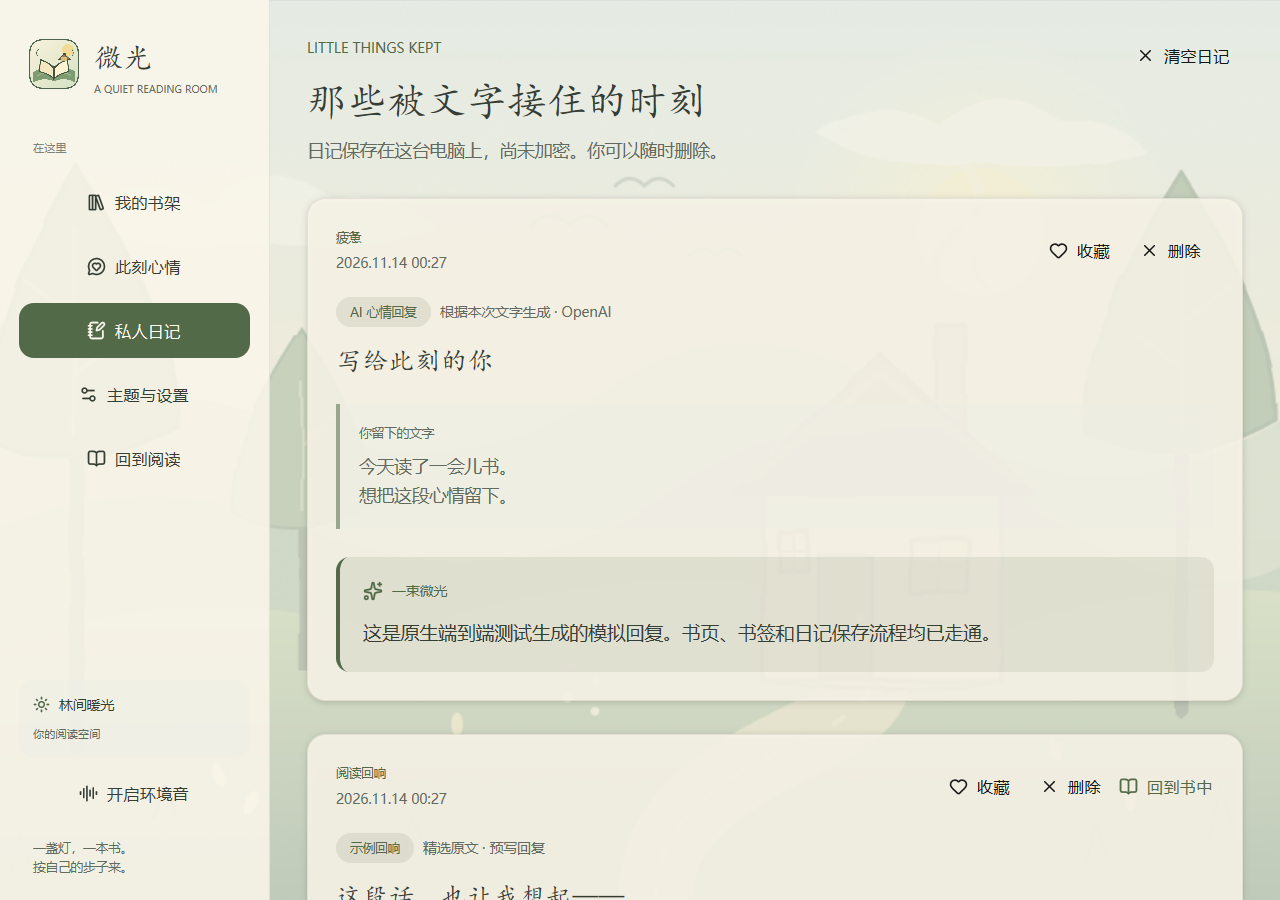 微光
A QUIET READING ROOM
在这里
我的书架
此刻心情
私人日记
主题与设置
回到阅读
林间暖光
你的阅读空间
开启环境音
一盏灯，一本书。
按自己的步子来。
LITTLE THINGS KEPT
清空日记
那些被文字接住的时刻
日记保存在这台电脑上，尚未加密。你可以随时删除。
疲惫
2026.11.14 00:27
收藏 删除
AI 心情回复 根据本次文字生成 · OpenAI
写给此刻的你
你留下的文字
今天读了一会儿书。
想把这段心情留下。
一束微光
这是原生端到端测试生成的模拟回复。书页、书签和日记保存流程均已走通。
阅读回响
2026.11.14 00:27
收藏 删除 回到书中
示例回响 精选原文 · 预写回复
这段话，也让我想起——